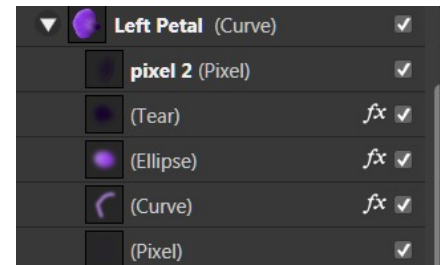 Left Petal (Curve)
pixel 2 (Pixel)
(Tear) fx
(Ellipse) fx
(Curve) fx
(Pixel)